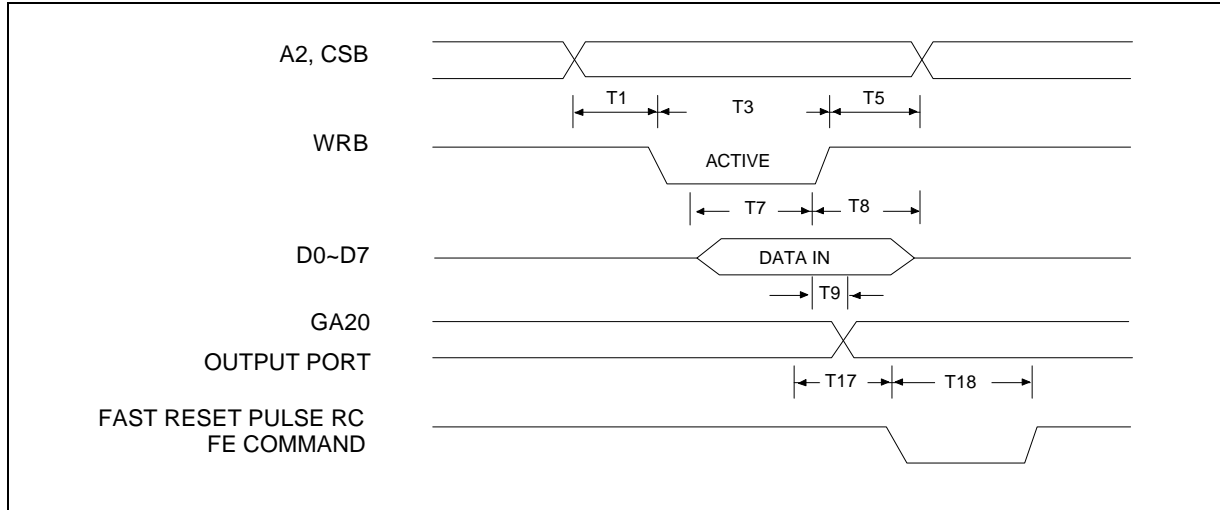 A2, CSB
T1
T3
T5
WRB
ACTIVE
T7
T8
D0~D7
DATA IN
T9
GA20
OUTPUT PORT
T17
T18
FAST RESET PULSE RC
FE COMMAND